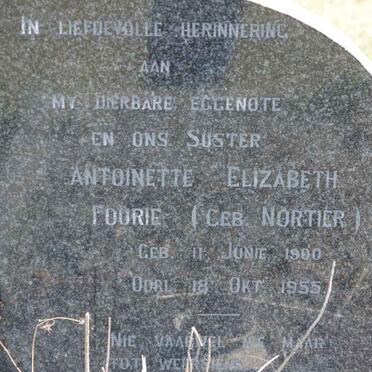 IN LIEFDEVOLLE HERINNERING
AAN
MY DIERBARE EGGENOTE
EN ONS SUSTER
ANTOINETTE ELIZABETH
FOURIE (GEB. NORTIER)
GEB. 11 JUNIE 1900
OORL. 18 OKT. 1955
NIE VAARWEL NIE MAAR
TOT